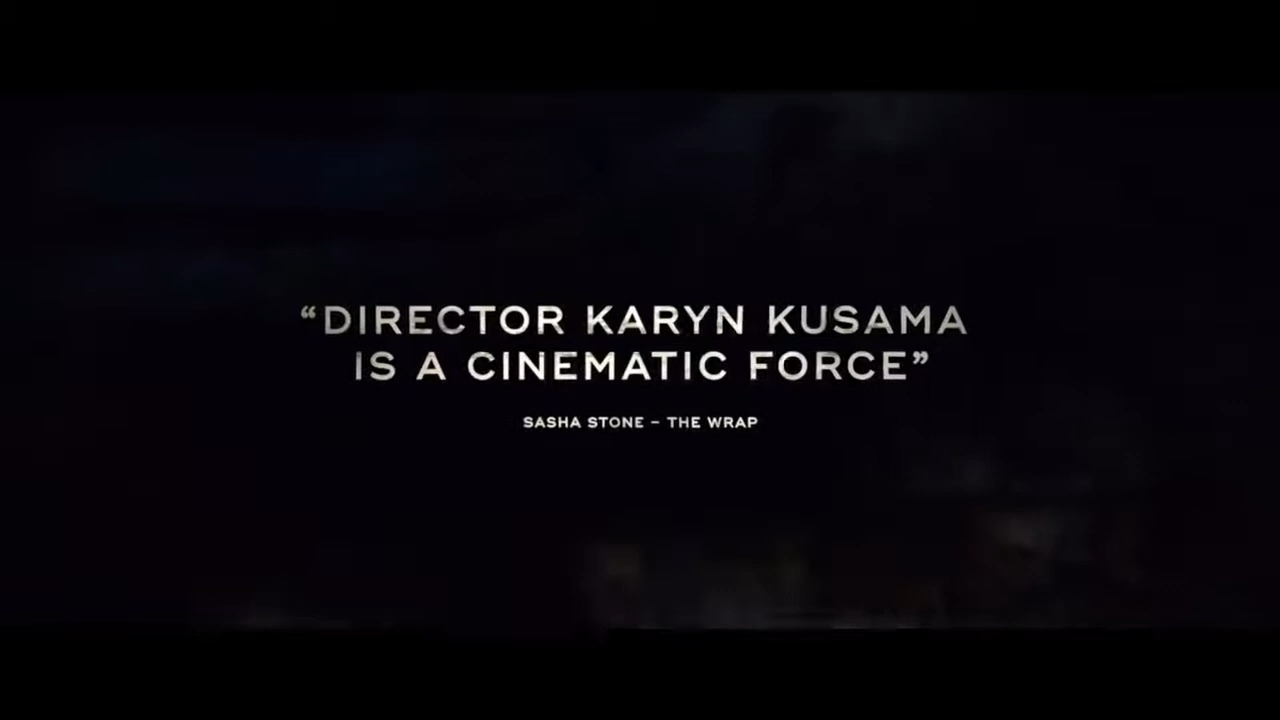 “DIRECTOR KARYN KUSAMA
IS A CINEMATIC FORCE”
SASHA STONE – THE WRAP